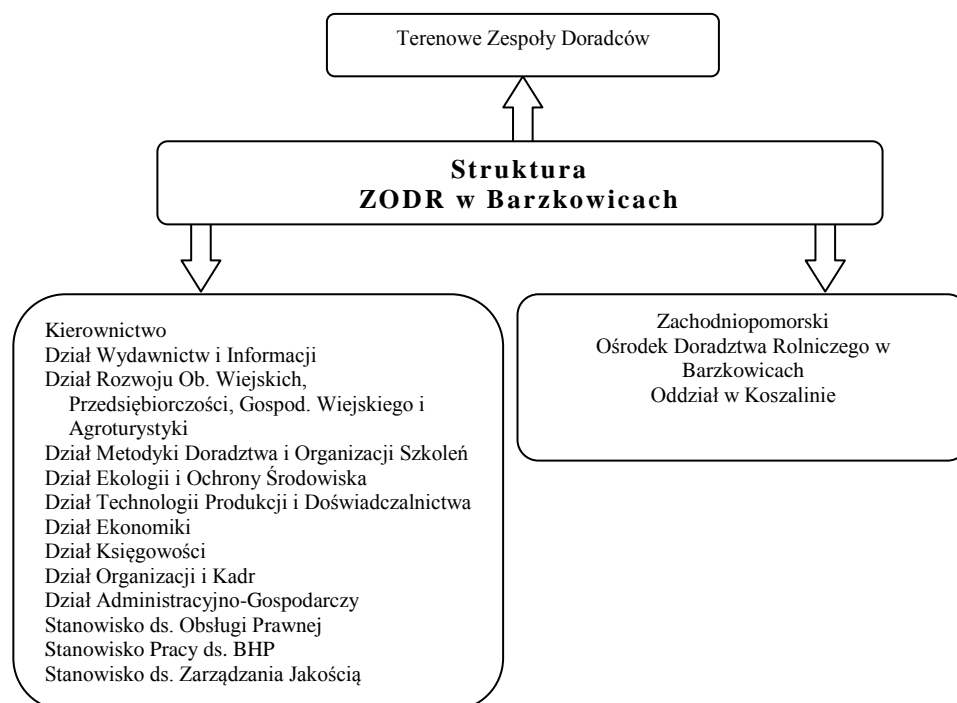 Terenowe Zespoły Doradców
Struktura
ZODR w Barzkowicach
Kierownictwo
Dział Wydawnictw i Informacji
Dział Rozwoju Ob. Wiejskich,
Przedsiębiorczości, Gospod. Wiejskiego i
Agroturystyki
Dział Metodyki Doradztwa i Organizacji Szkoleń
Dział Ekologii i Ochrony Środowiska
Dział Technologii Produkcji i Doświadczalnictwa
Dział Ekonomiki
Dział Księgowości
Dział Organizacji i Kadr
Dział Administracyjno-Gospodarczy
Stanowisko ds. Obsługi Prawnej
Stanowisko Pracy ds. BHP
Stanowisko ds. Zarządzania Jakością
Zachodniopomorski
Ośrodek Doradztwa Rolniczego w
Barzkowicach
Oddział w Koszalinie